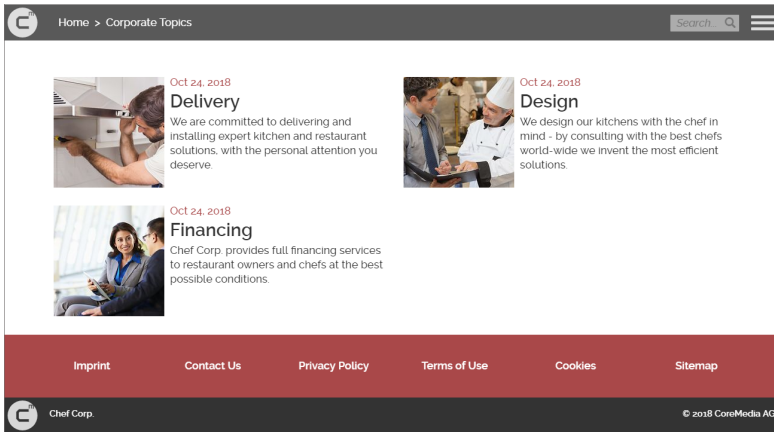 Home > Corporate Topics
Search...
Oct 24, 2018
Delivery
We are committed to delivering and
installing expert kitchen and restaurant
solutions, with the personal attention you
deserve.
Oct 24, 2018
Design
We design our kitchens with the chef in
mind - by consulting with the best chefs
world-wide we invent the most efficient
solutions.
Oct 24, 2018
Financing
Chef Corp. provides full financing services
to restaurant owners and chefs at the best
possible conditions.
Imprint Contact Us Privacy Policy Terms of Use Cookies Sitemap
Chef Corp. © 2018 CoreMedia AG